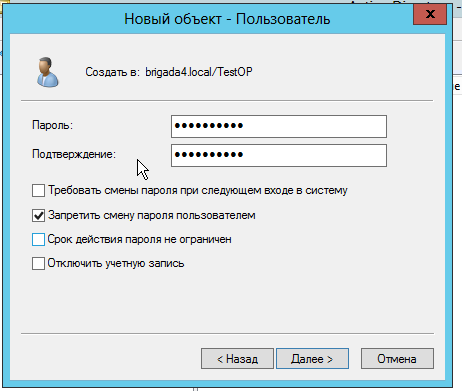 Новый объект - Пользователь
x
Создать в: brigada4.local/TestOP
Пароль: ●●●●●●●●●●
Подтверждение: ●●●●●●●●●●
Требовать смены пароля при следующем входе в систему
Запретить смену пароля пользователем
Срок действия пароля не ограничен
Отключить учетную запись
< Назад Далее > Отмена